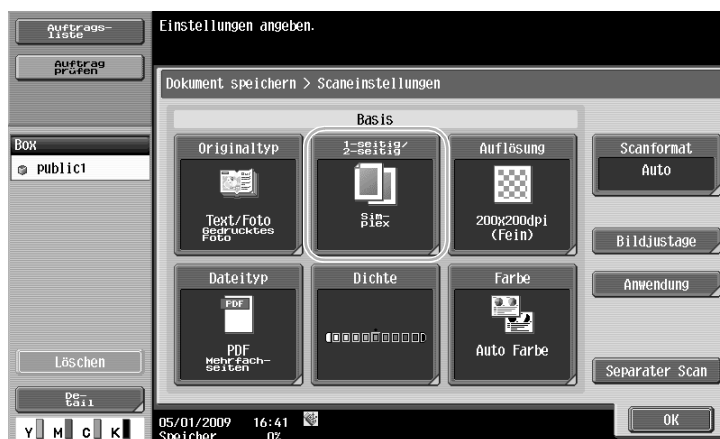 Auftrags-
liste
Auftrag
prüfen
Einstellungen angeben.
Dokument speichern > Scaneinstellungen
Box
public1
Basis
Originaltyp
Text/Foto
Gedrucktes
Foto
1-seitig/
2-seitig
Sim-
plex
Auflösung
200x200dpi
(Fein)
Scanformat
Auto
Bildjustage
Dateityp
PDF
PDF
Mehrfach-
seiten
Dichte
Farbe
Auto Farbe
Anwendung
Separater Scan
Löschen
De-
tail
Y M C K
05/01/2009 16:41
Speicher 0%
OK